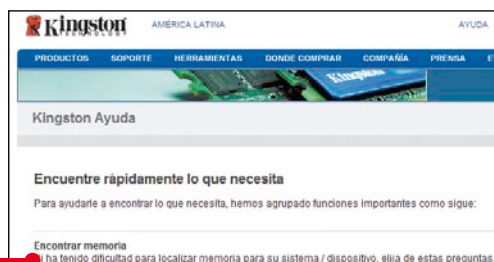 Kingston
TECHNOLOGY
AMÉRICA LATINA
AYUDA
PRODUCTOS SOPORTE HERRAMIENTAS DONDE COMPRAR COMPAÑÍA PRENSA
Kingston
Kingston Ayuda
Encuentre rápidamente lo que necesita
Para ayudarle a encontrar lo que necesita, hemos agrupado funciones importantes como sigue:
Encontrar memoria
i ha tenido dificultad para localizar memoria para su sistema / dispositivo, elija de estas preguntas